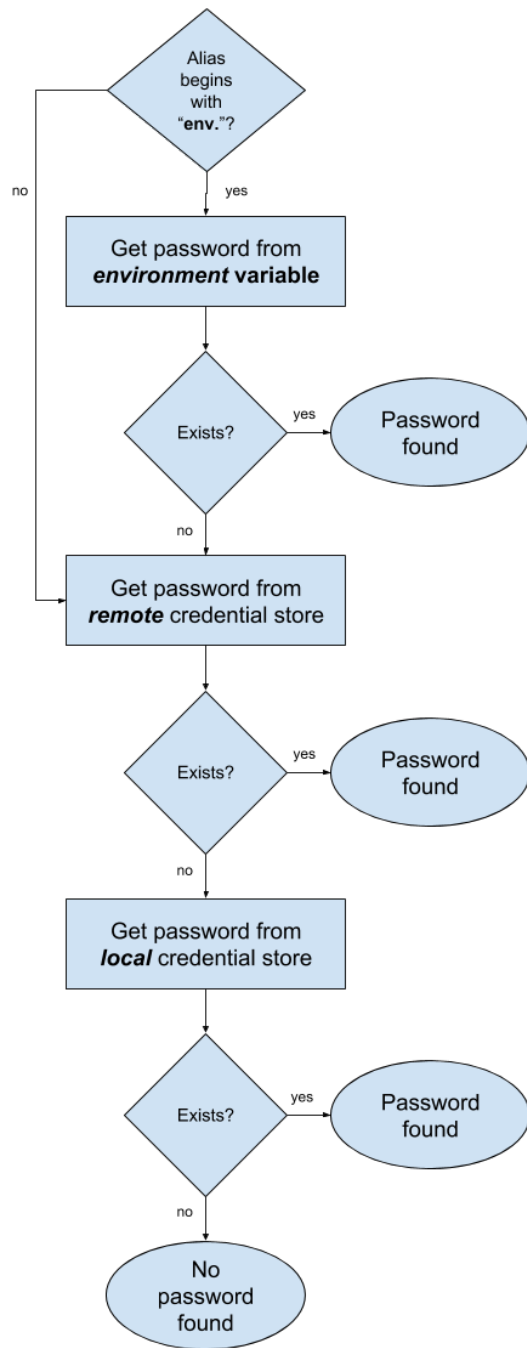 Alias
begins
with
“env.”?
no
yes
Get password from
environment variable
Exists?
yes
Password
found
no
Get password from
remote credential store
Exists?
yes
Password
found
no
Get password from
local credential store
Exists?
yes
Password
found
no
No
password
found